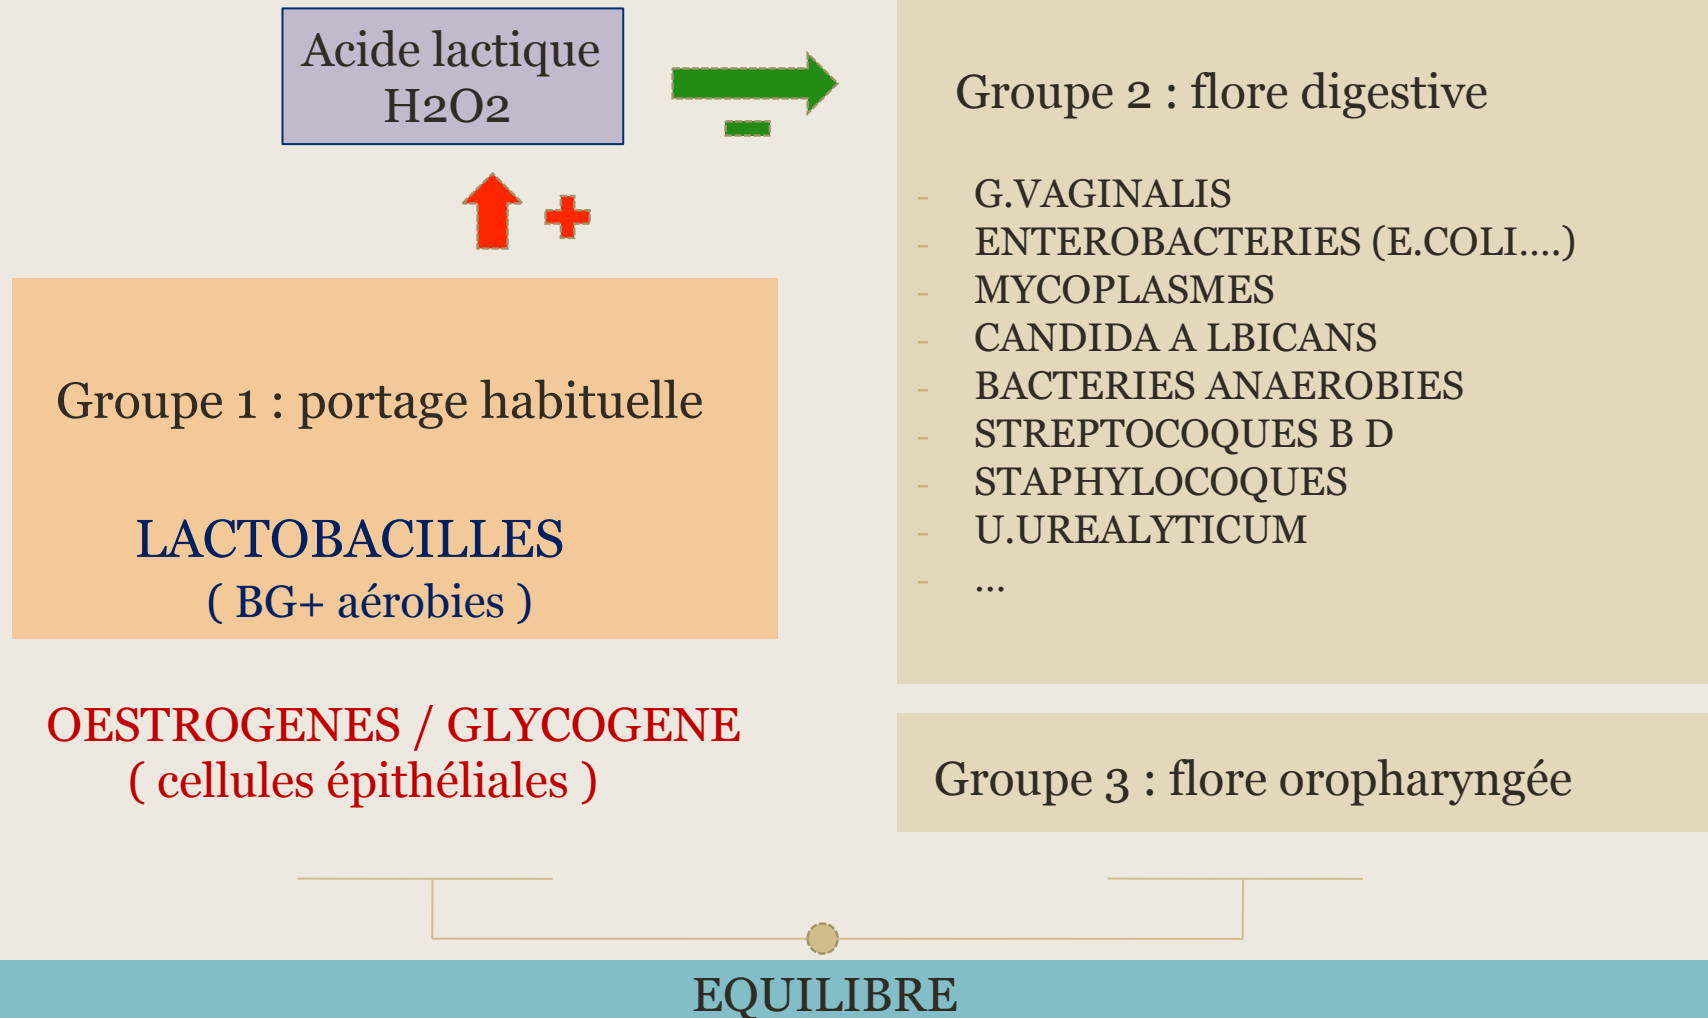 Acide lactique
H2O2
Groupe 1 : portage habituelle
LACTOBACILLES
( BG+ aérobies )
OESTROGENES / GLYCOGENE
( cellules épithéliales )
Groupe 2 : flore digestive
- G.VAGINALIS
- ENTEROBACTERIES (E.COLI....)
- MYCOPLASMES
- CANDIDA A LBICANS
- BACTERIES ANAEROBIES
- STREPTOCOQUES B D
- STAPHYLOCOQUES
- U.UREALYTICUM
- ...
Groupe 3 : flore oropharyngée
EQUILIBRE